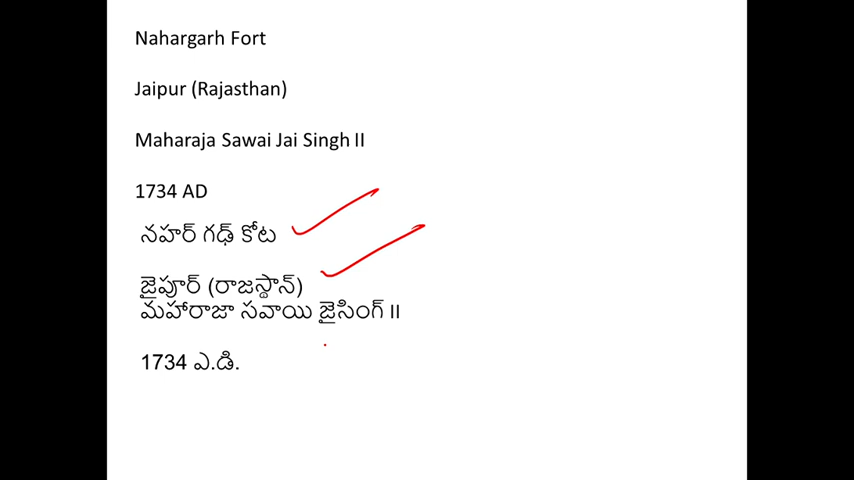 Nahargarh Fort
Jaipur (Rajasthan)
Maharaja Sawai Jai Singh II
1734 AD
నహర్ గఢ్ కోట
జైపూర్ (రాజస్థాన్)
మహారాజా సవాయి జైసింగ్ II
1734 ఎ.డి.